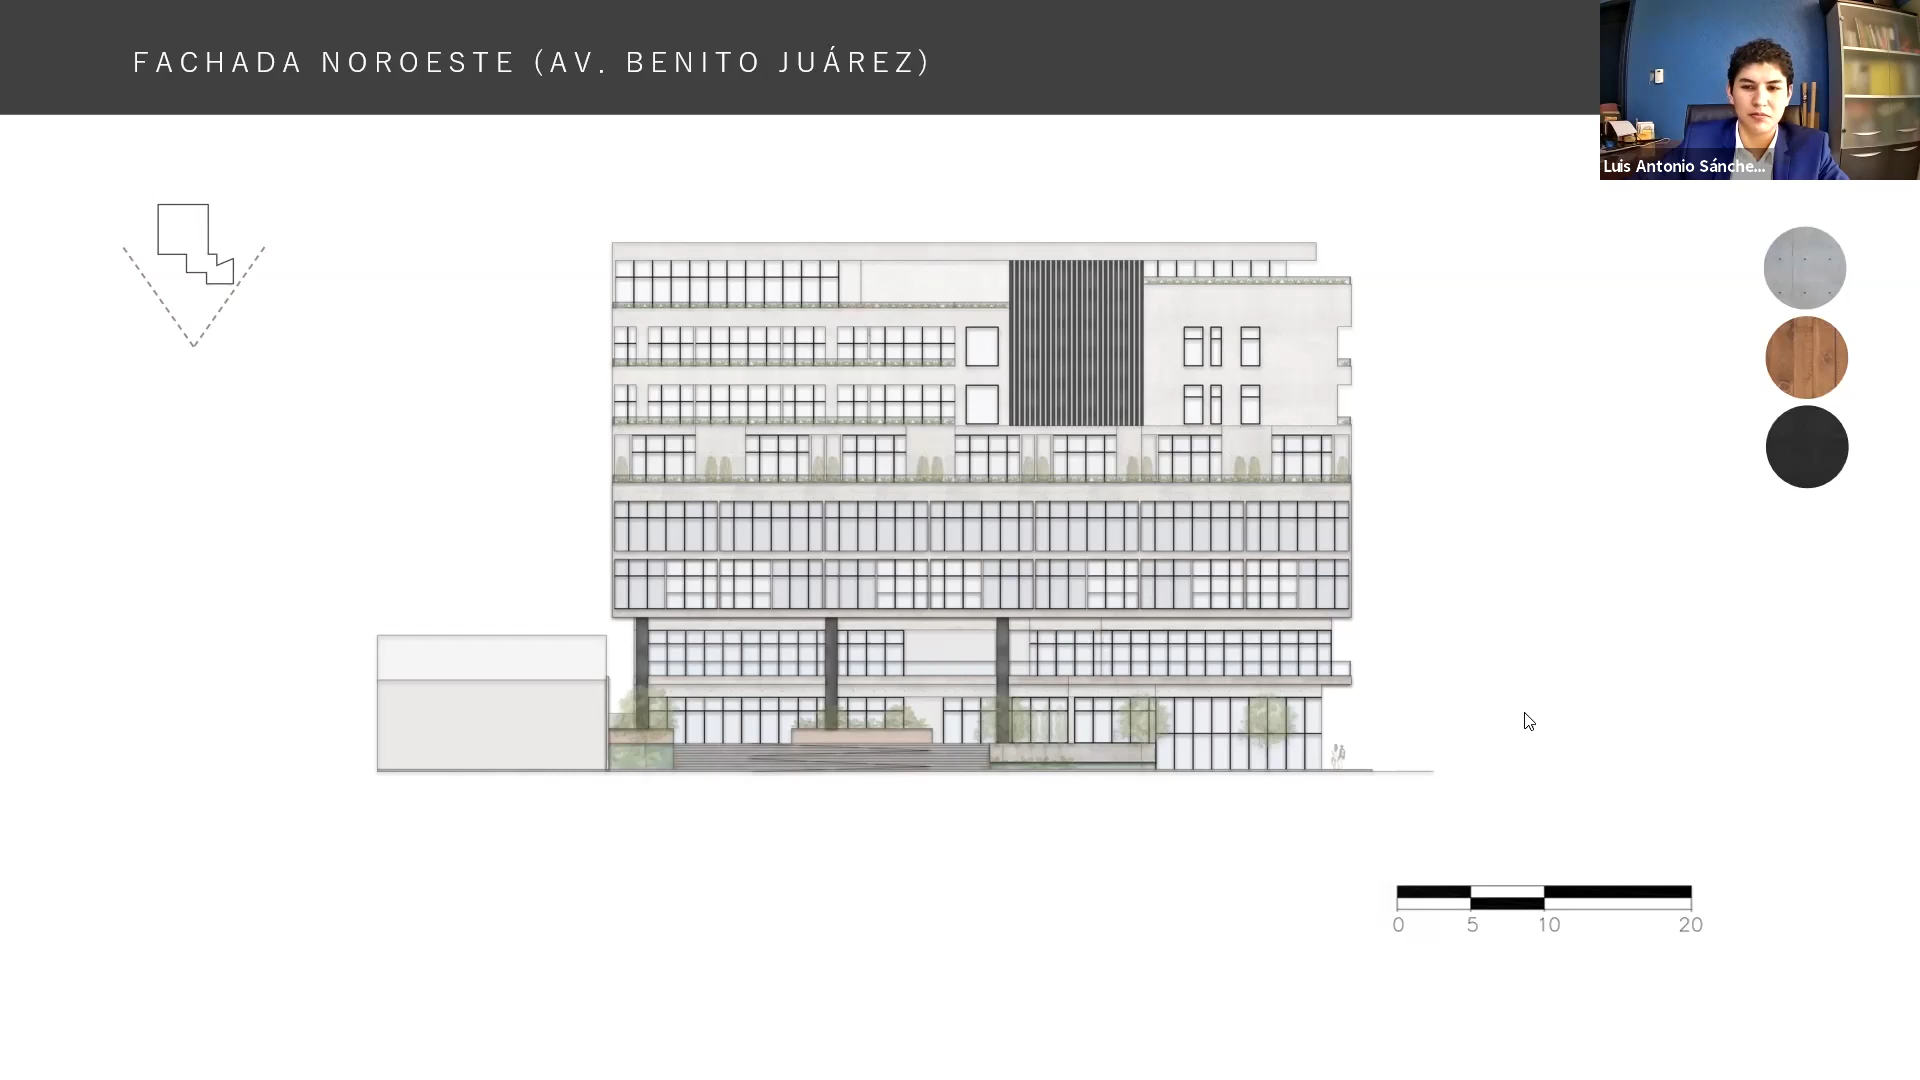 FACHADA NOROESTE (AV. BENITO JUÁREZ)
Luis Antonio Sánche...
0 5 10 20